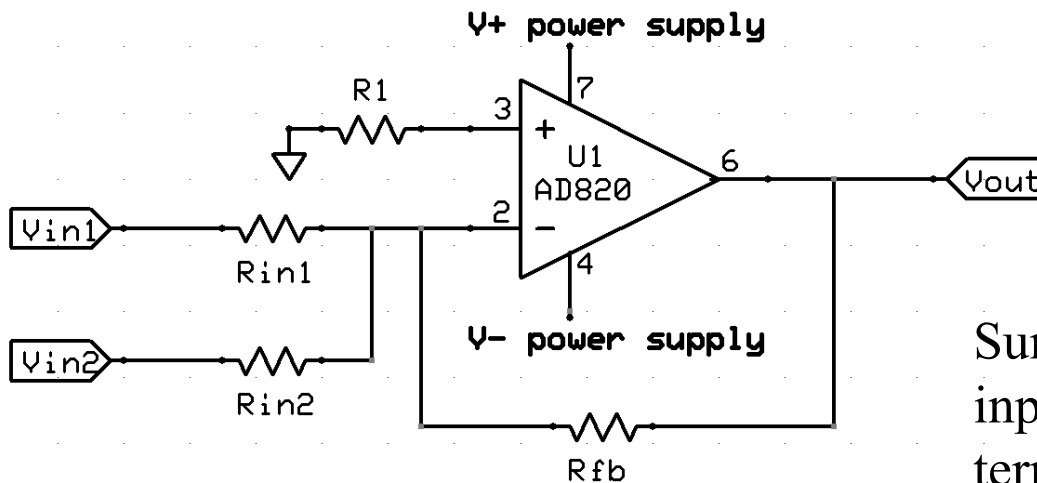 V+ power supply
R1
3
7
+
U1
AD820
6
Vout
Vin1
2
-
Rin1
4
V- power supply
Vin2
Rin2
Rfb